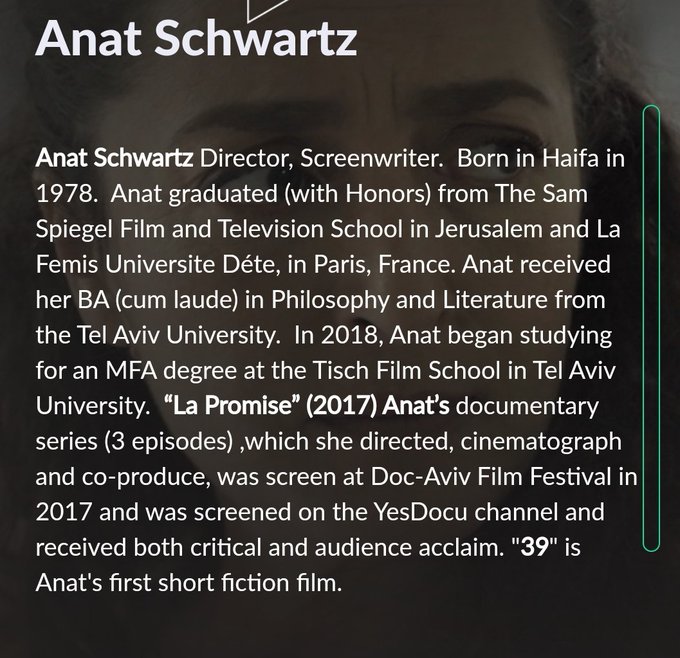 Anat Schwartz
Anat Schwartz Director, Screenwriter.  Born in Haifa in
1978.  Anat graduated (with Honors) from The Sam
Spiegel Film and Television School in Jerusalem and La
Femis Universite Déte, in Paris, France. Anat received
her BA (cum laude) in Philosophy and Literature from
the Tel Aviv University.  In 2018, Anat began studying
for an MFA degree at the Tisch Film School in Tel Aviv
University.  “La Promise” (2017) Anat’s documentary
series (3 episodes) ,which she directed, cinematograph
and co-produce, was screen at Doc-Aviv Film Festival in
2017 and was screened on the YesDocu channel and
received both critical and audience acclaim. "39" is
Anat's first short fiction film.